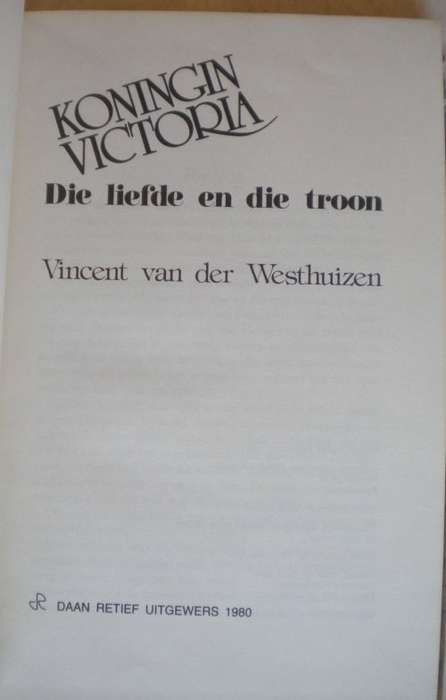 KONINGIN
VICTORIA
Die liefde en die troon
Vincent van der Westhuizen
DAAN RETIEF UITGEWERS 1980